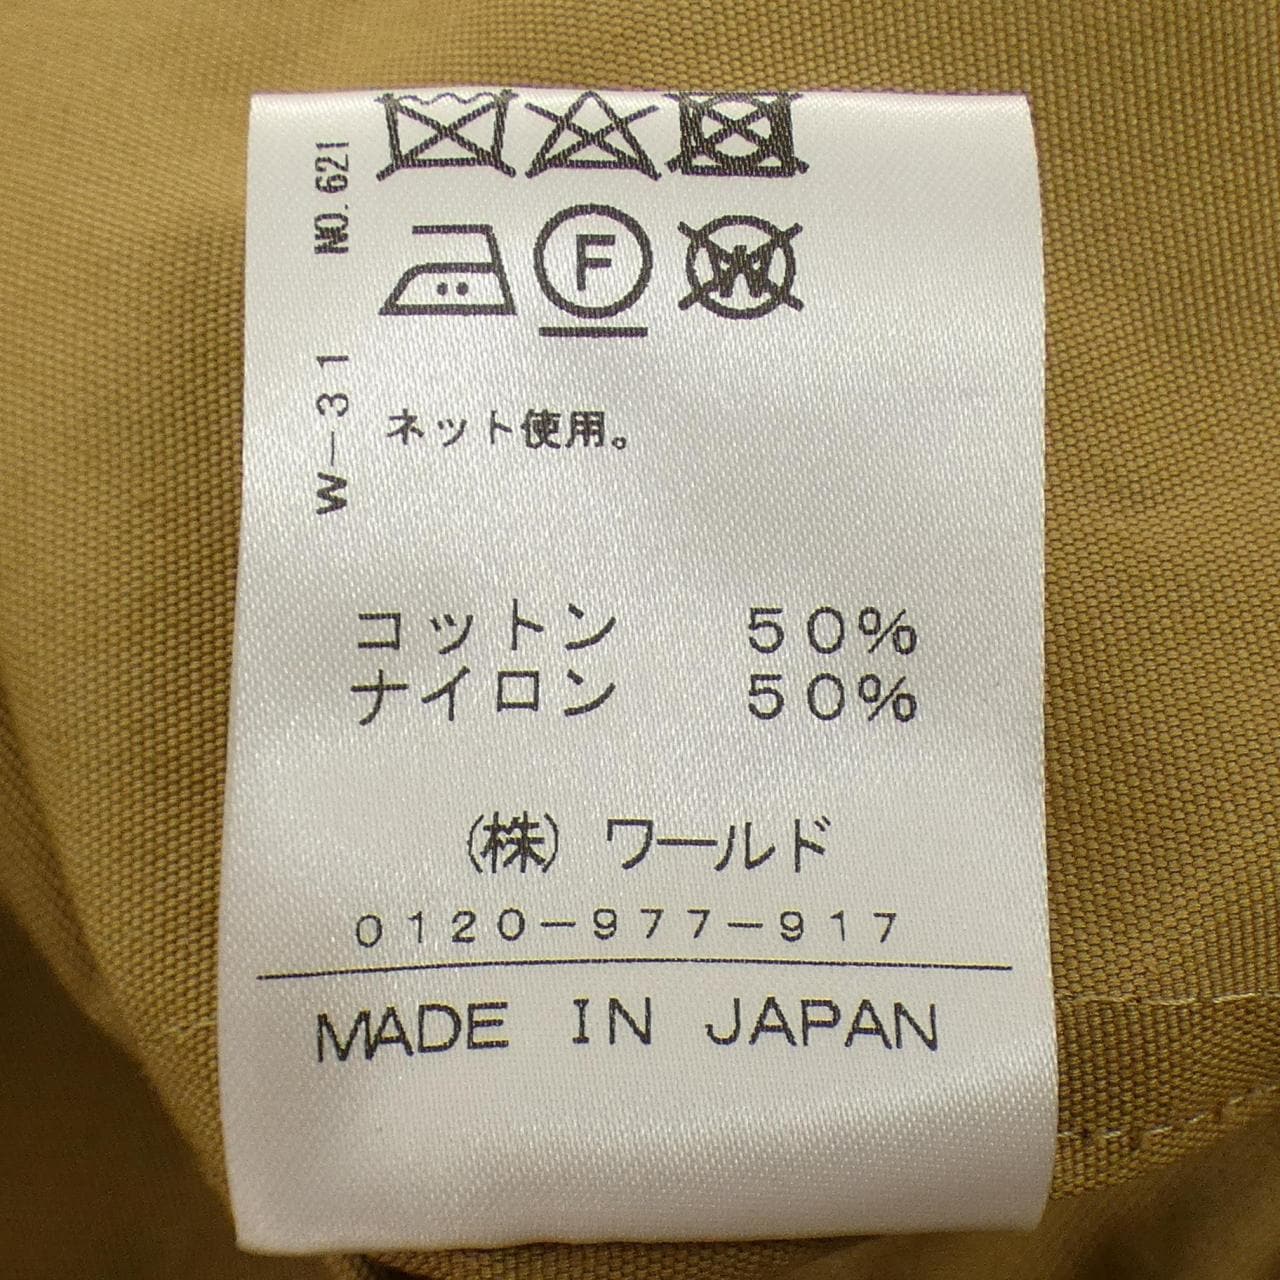 NO.621
W-31
F
W
ネット使用。
コットン 50%
ナイロン 50%
(株) ワールド
0120-977-917
MADE IN JAPAN